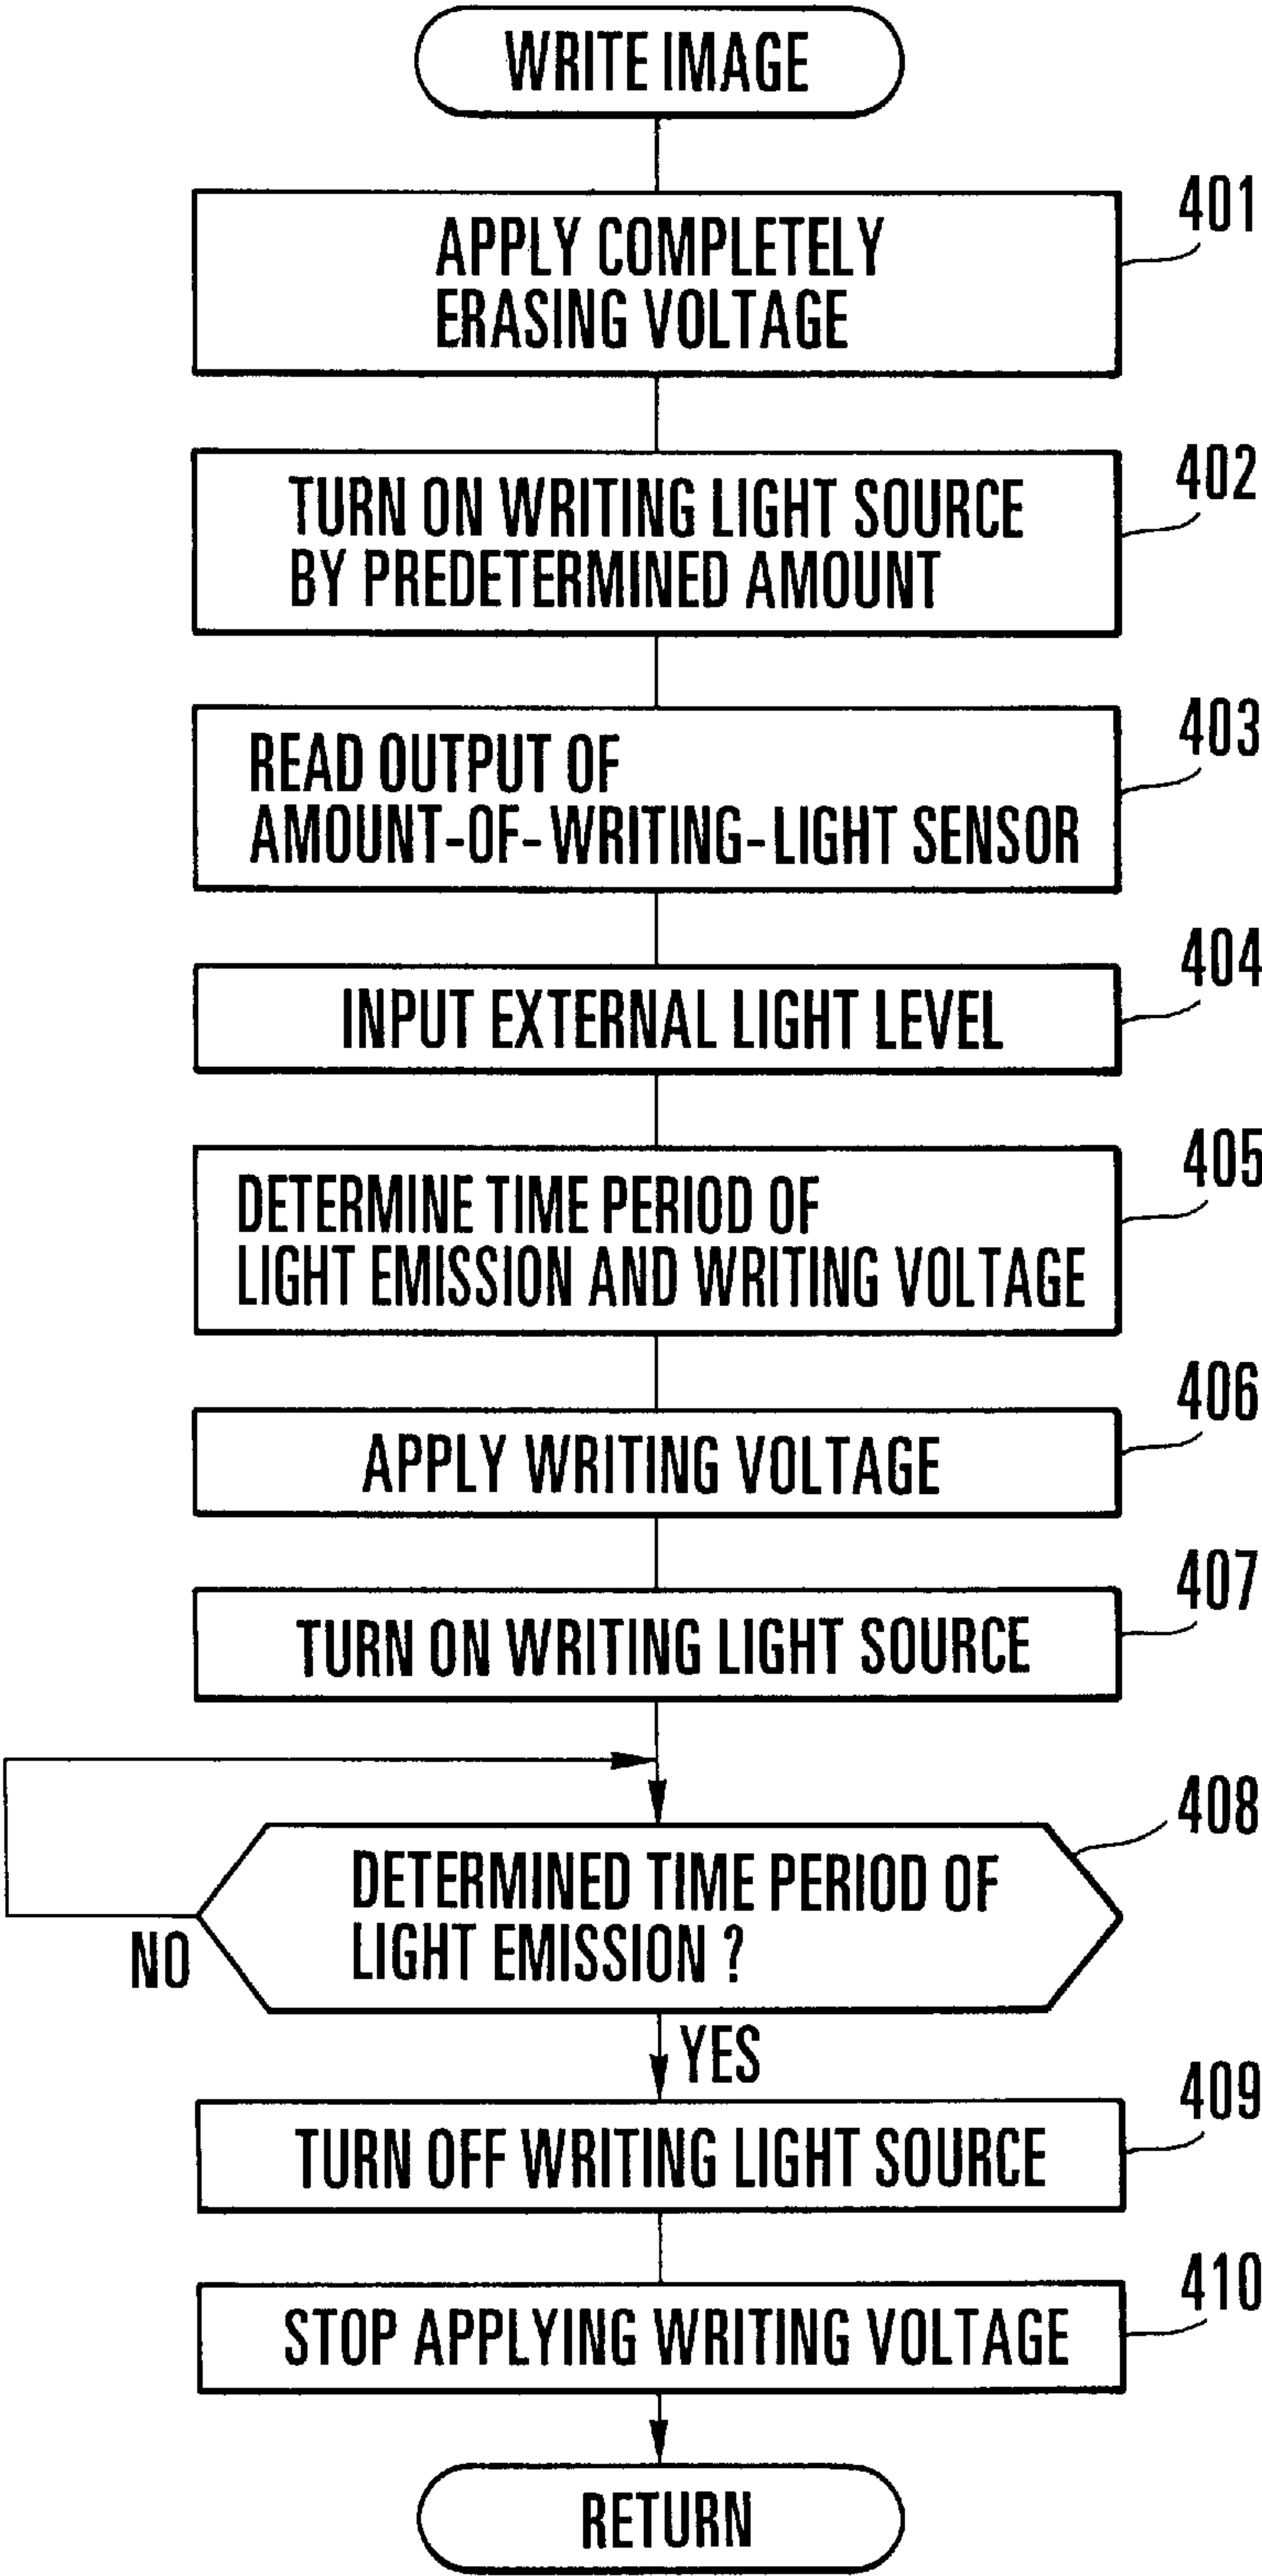 WRITE IMAGE
401
APPLY COMPLETELY
ERASING VOLTAGE
402
TURN ON WRITING LIGHT SOURCE
BY PREDETERMINED AMOUNT
403
READ OUTPUT OF
AMOUNT-OF-WRITING-LIGHT SENSOR
404
INPUT EXTERNAL LIGHT LEVEL
405
DETERMINE TIME PERIOD OF
LIGHT EMISSION AND WRITING VOLTAGE
406
APPLY WRITING VOLTAGE
407
TURN ON WRITING LIGHT SOURCE
408
DETERMINED TIME PERIOD OF
LIGHT EMISSION ?
NO
YES
409
TURN OFF WRITING LIGHT SOURCE
410
STOP APPLYING WRITING VOLTAGE
RETURN